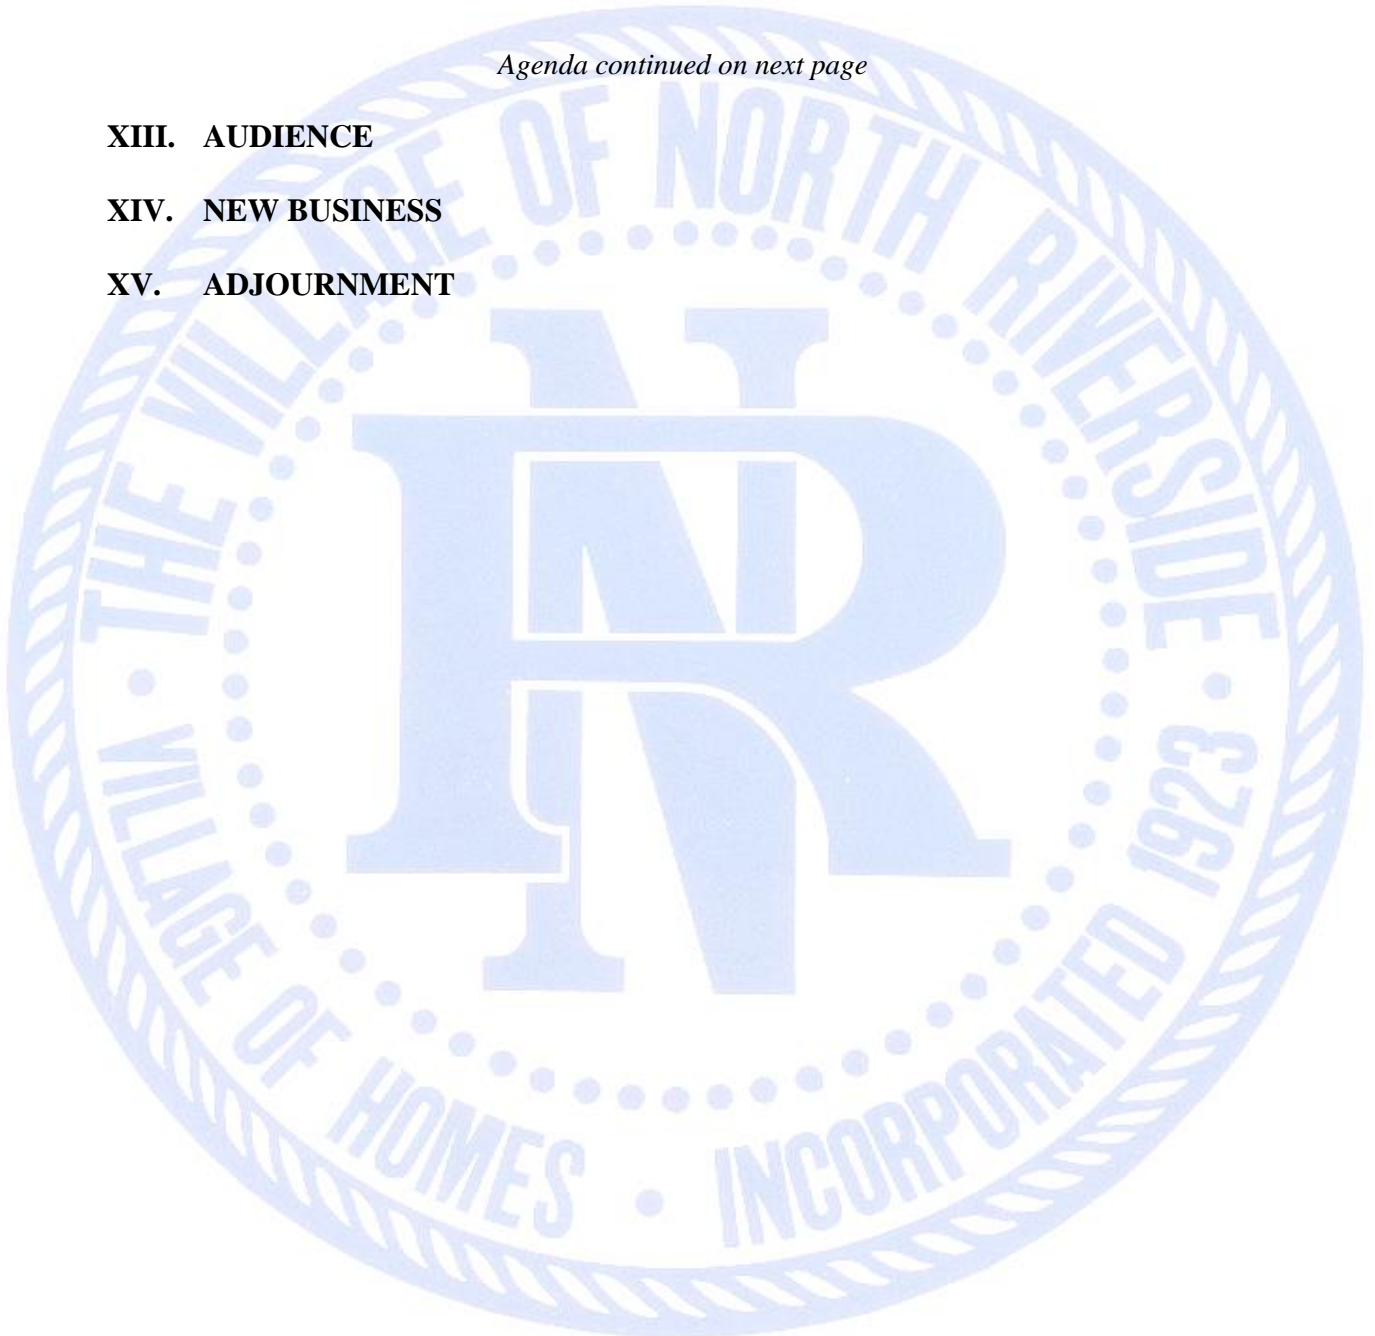 Agenda continued on next page
XIII. AUDIENCE
XIV. NEW BUSINESS
XV. ADJOURNMENT
THE VILLAGE OF NORTH RIVERSIDE
• VILLAGE OF HOMES • INCORPORATED 1923 •
NR